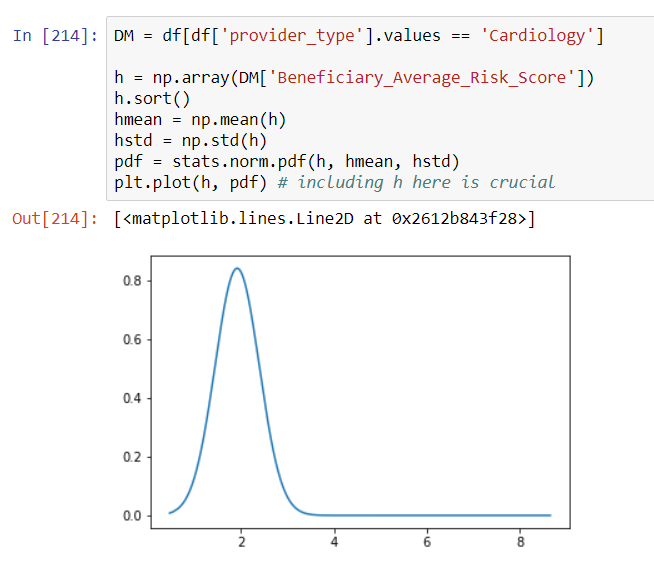 In [214]: DM = df[df['provider_type'].values == 'Cardiology']
h = np.array(DM['Beneficiary_Average_Risk_Score'])
h.sort()
hmean = np.mean(h)
hstd = np.std(h)
pdf = stats.norm.pdf(h, hmean, hstd)
plt.plot(h, pdf) # including h here is crucial
Out[214]: [<matplotlib.lines.Line2D at 0x2612b843f28>]
0.8
0.6
0.4
0.2
0.0
2 4 6 8